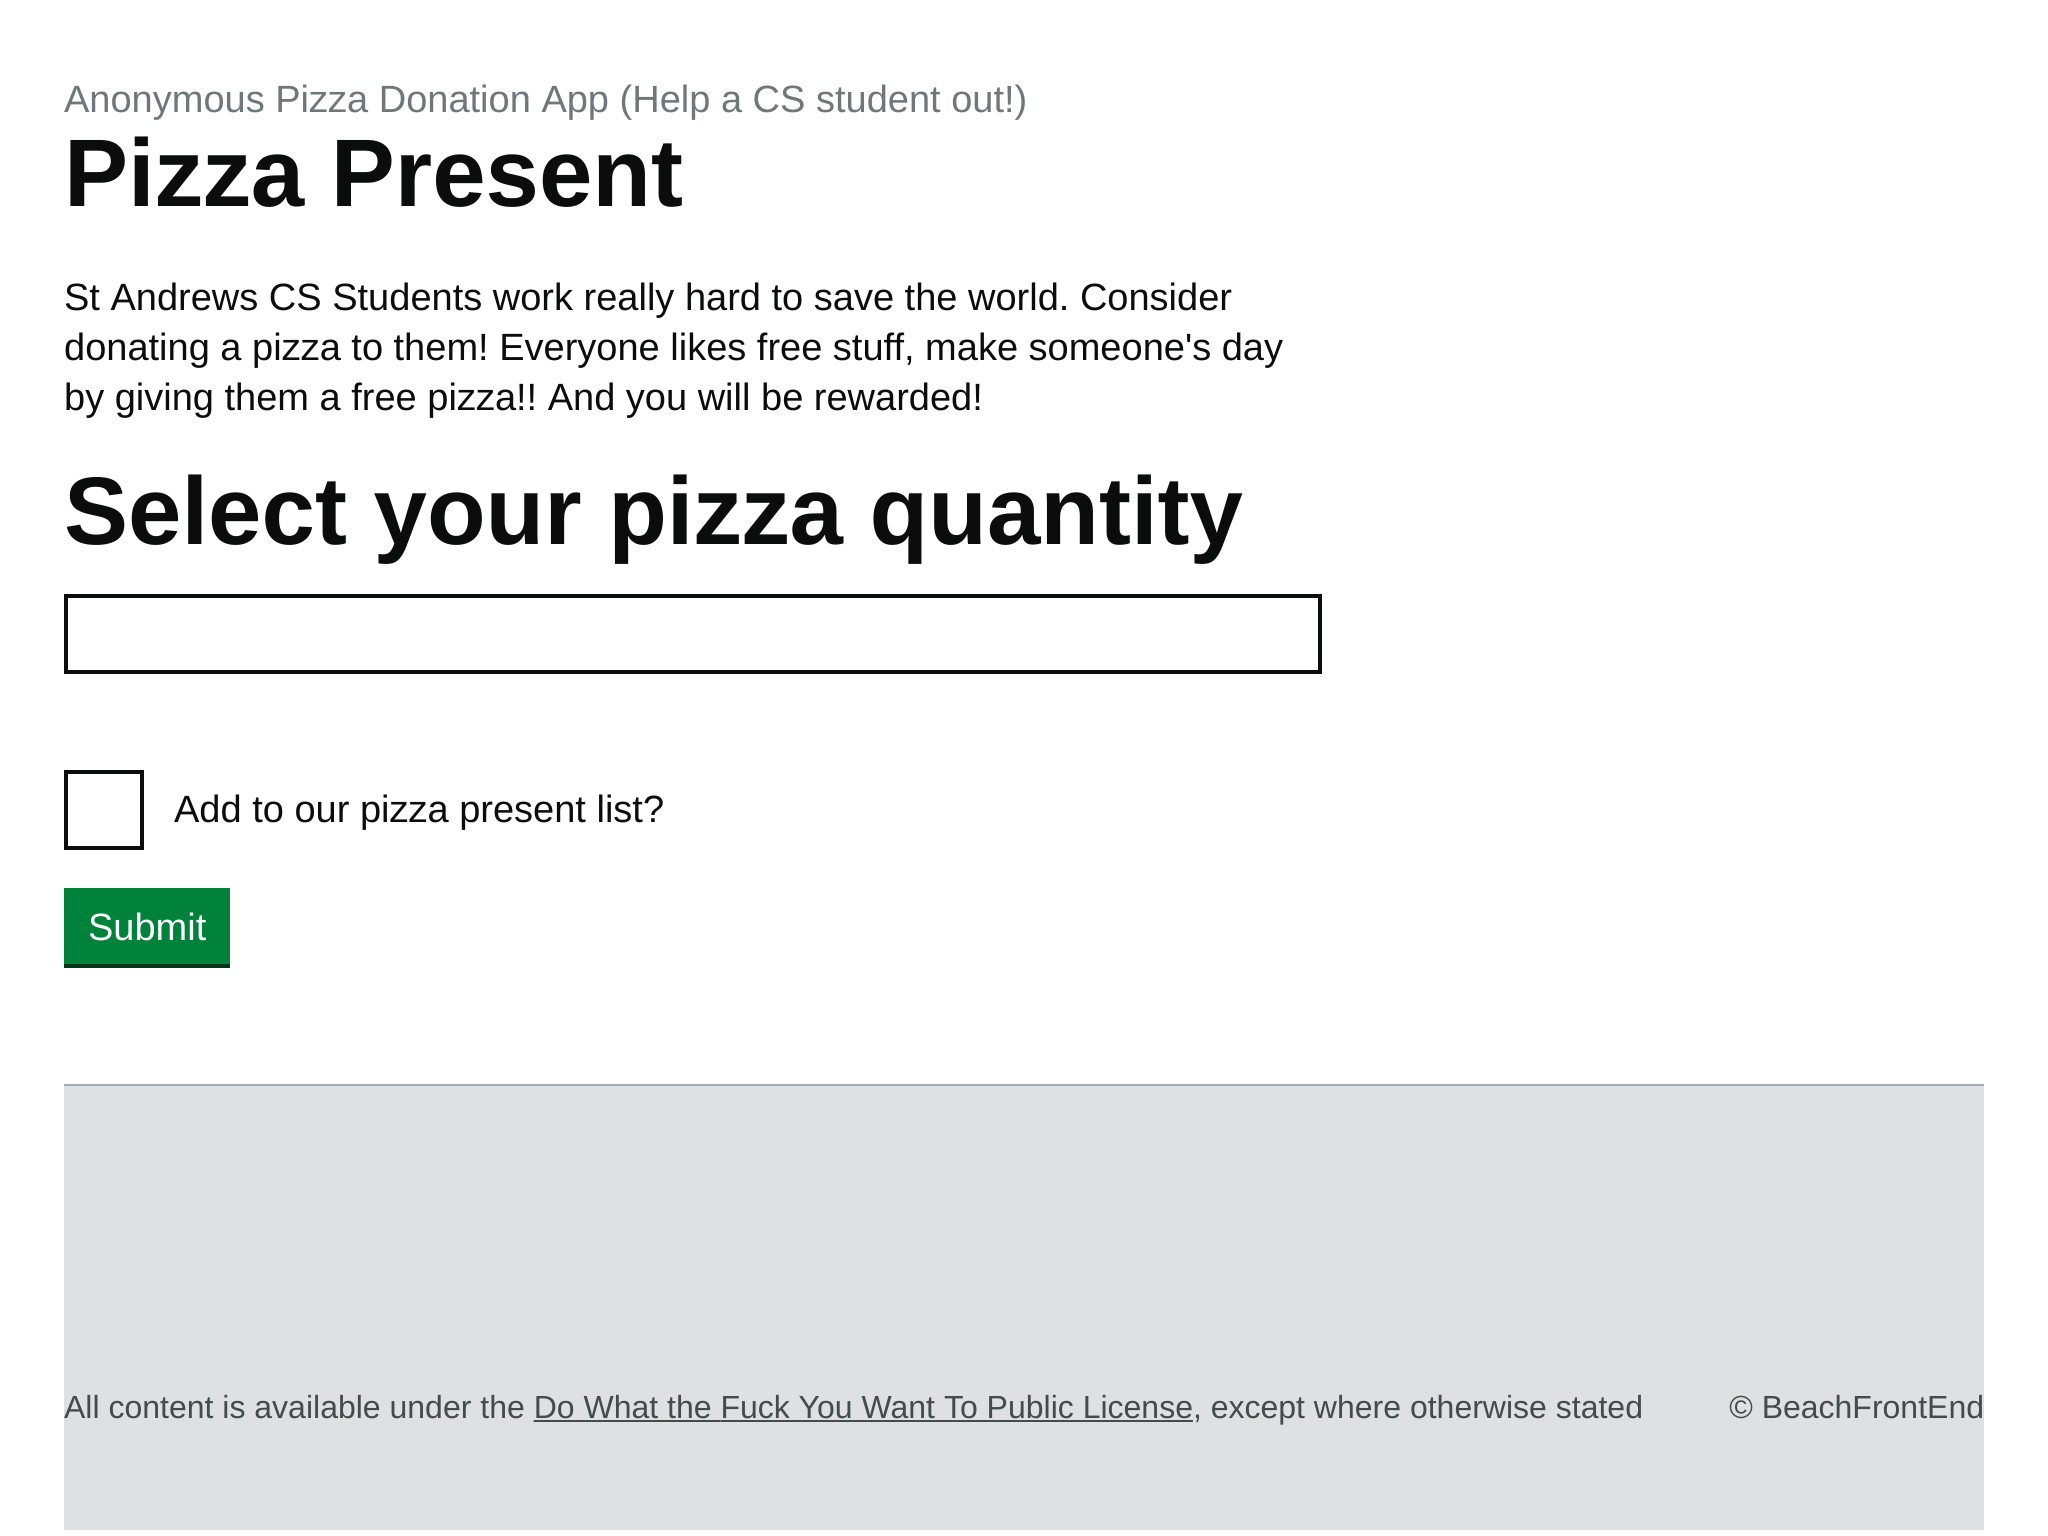 Anonymous Pizza Donation App (Help a CS student out!)
Pizza Present
St Andrews CS Students work really hard to save the world. Consider
donating a pizza to them! Everyone likes free stuff, make someone's day
by giving them a free pizza!! And you will be rewarded!
Select your pizza quantity
Add to our pizza present list?
Submit
All content is available under the Do What the Fuck You Want To Public License, except where otherwise stated
© BeachFrontEnd